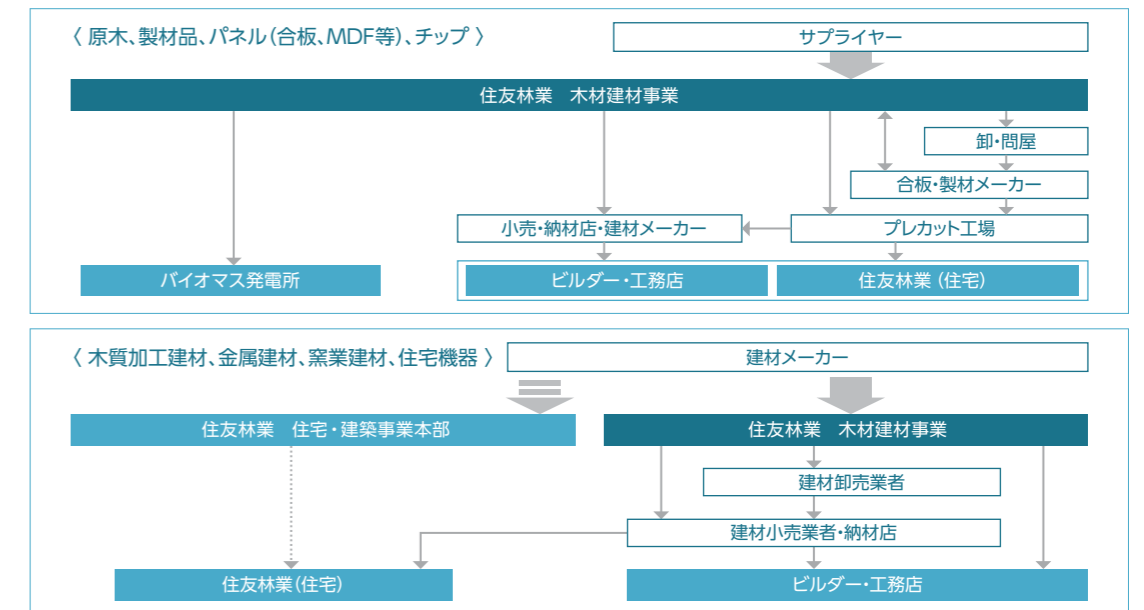 〈 原木、製材品、パネル(合板、MDF等)、チップ 〉
サプライヤー
住友林業　木材建材事業
卸・問屋
合板・製材メーカー
小売・納材店・建材メーカー
プレカット工場
バイオマス発電所
ビルダー・工務店
住友林業 (住宅)
〈 木質加工建材、金属建材、窯業建材、住宅機器 〉
建材メーカー
住友林業　住宅・建築事業本部
住友林業　木材建材事業
建材卸売業者
建材小売業者・納材店
住友林業(住宅)
ビルダー・工務店